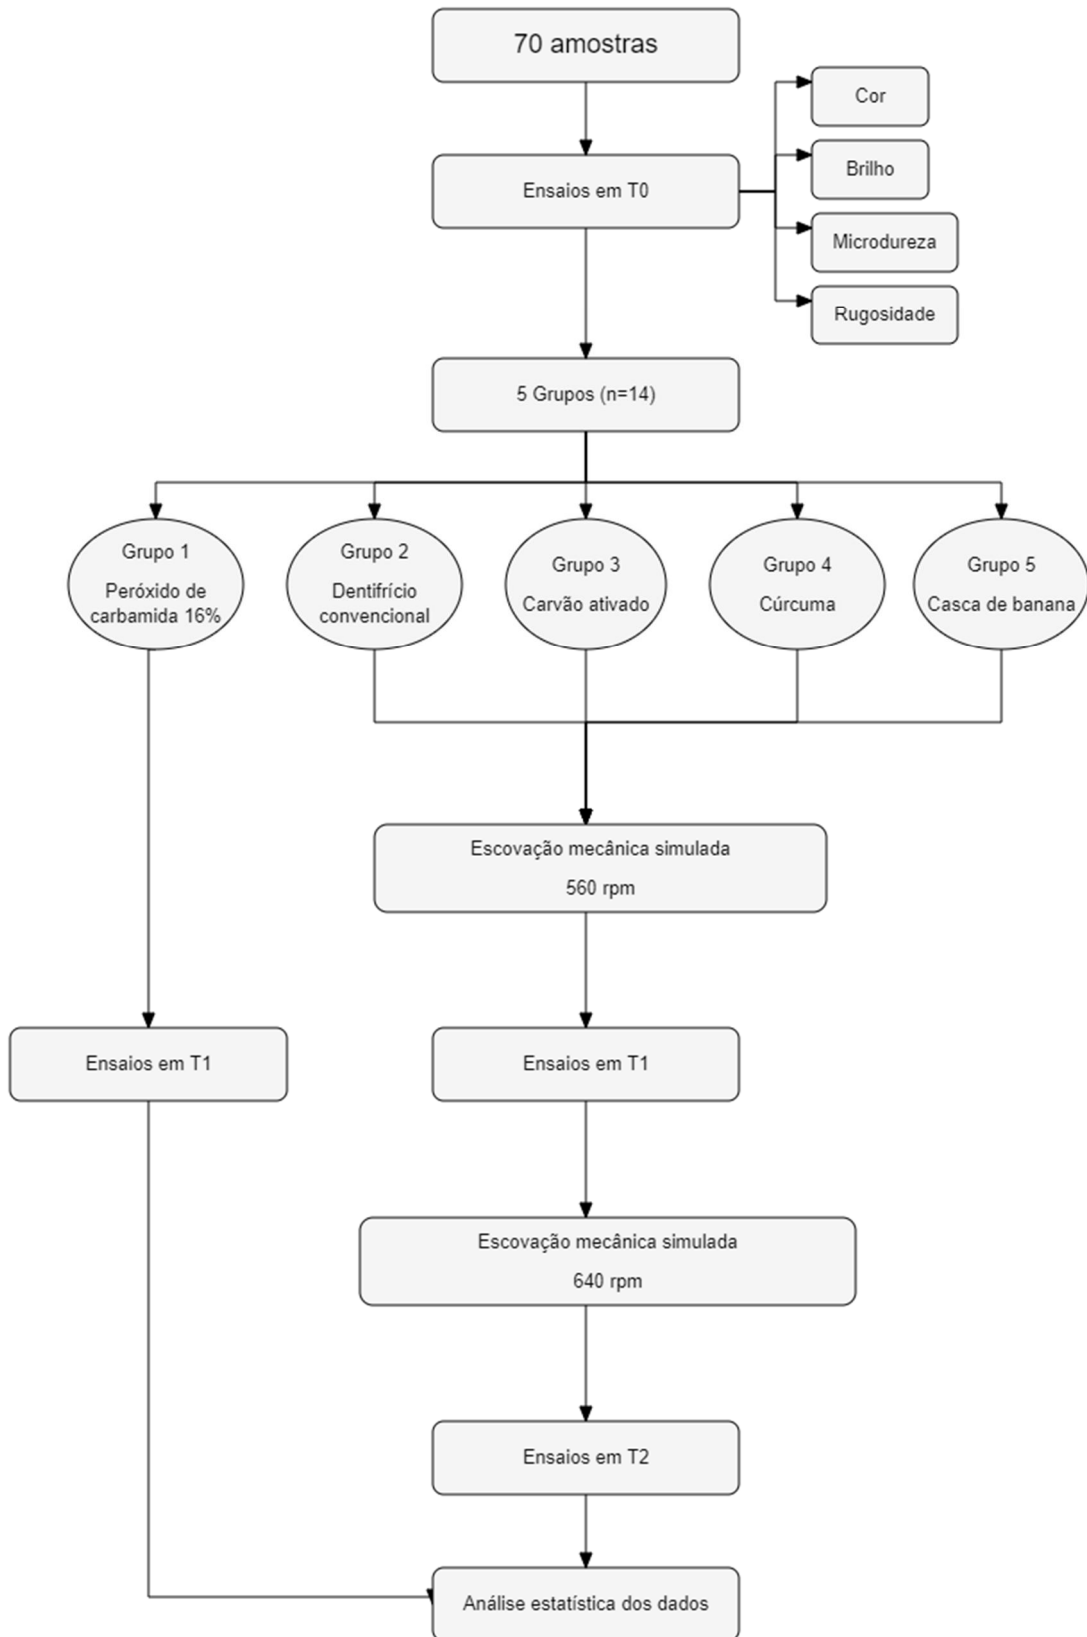 70 amostras
Ensaios em T0
Cor
Brilho
Microdureza
Rugosidade
5 Grupos (n=14)
Grupo 1
Peróxido de
carbamida 16%
Grupo 2
Dentifrício
convencional
Grupo 3
Carvão ativado
Grupo 4
Cúrcuma
Grupo 5
Casca de banana
Escovação mecânica simulada
560 rpm
Ensaios em T1
Ensaios em T1
Escovação mecânica simulada
640 rpm
Ensaios em T2
Análise estatística dos dados